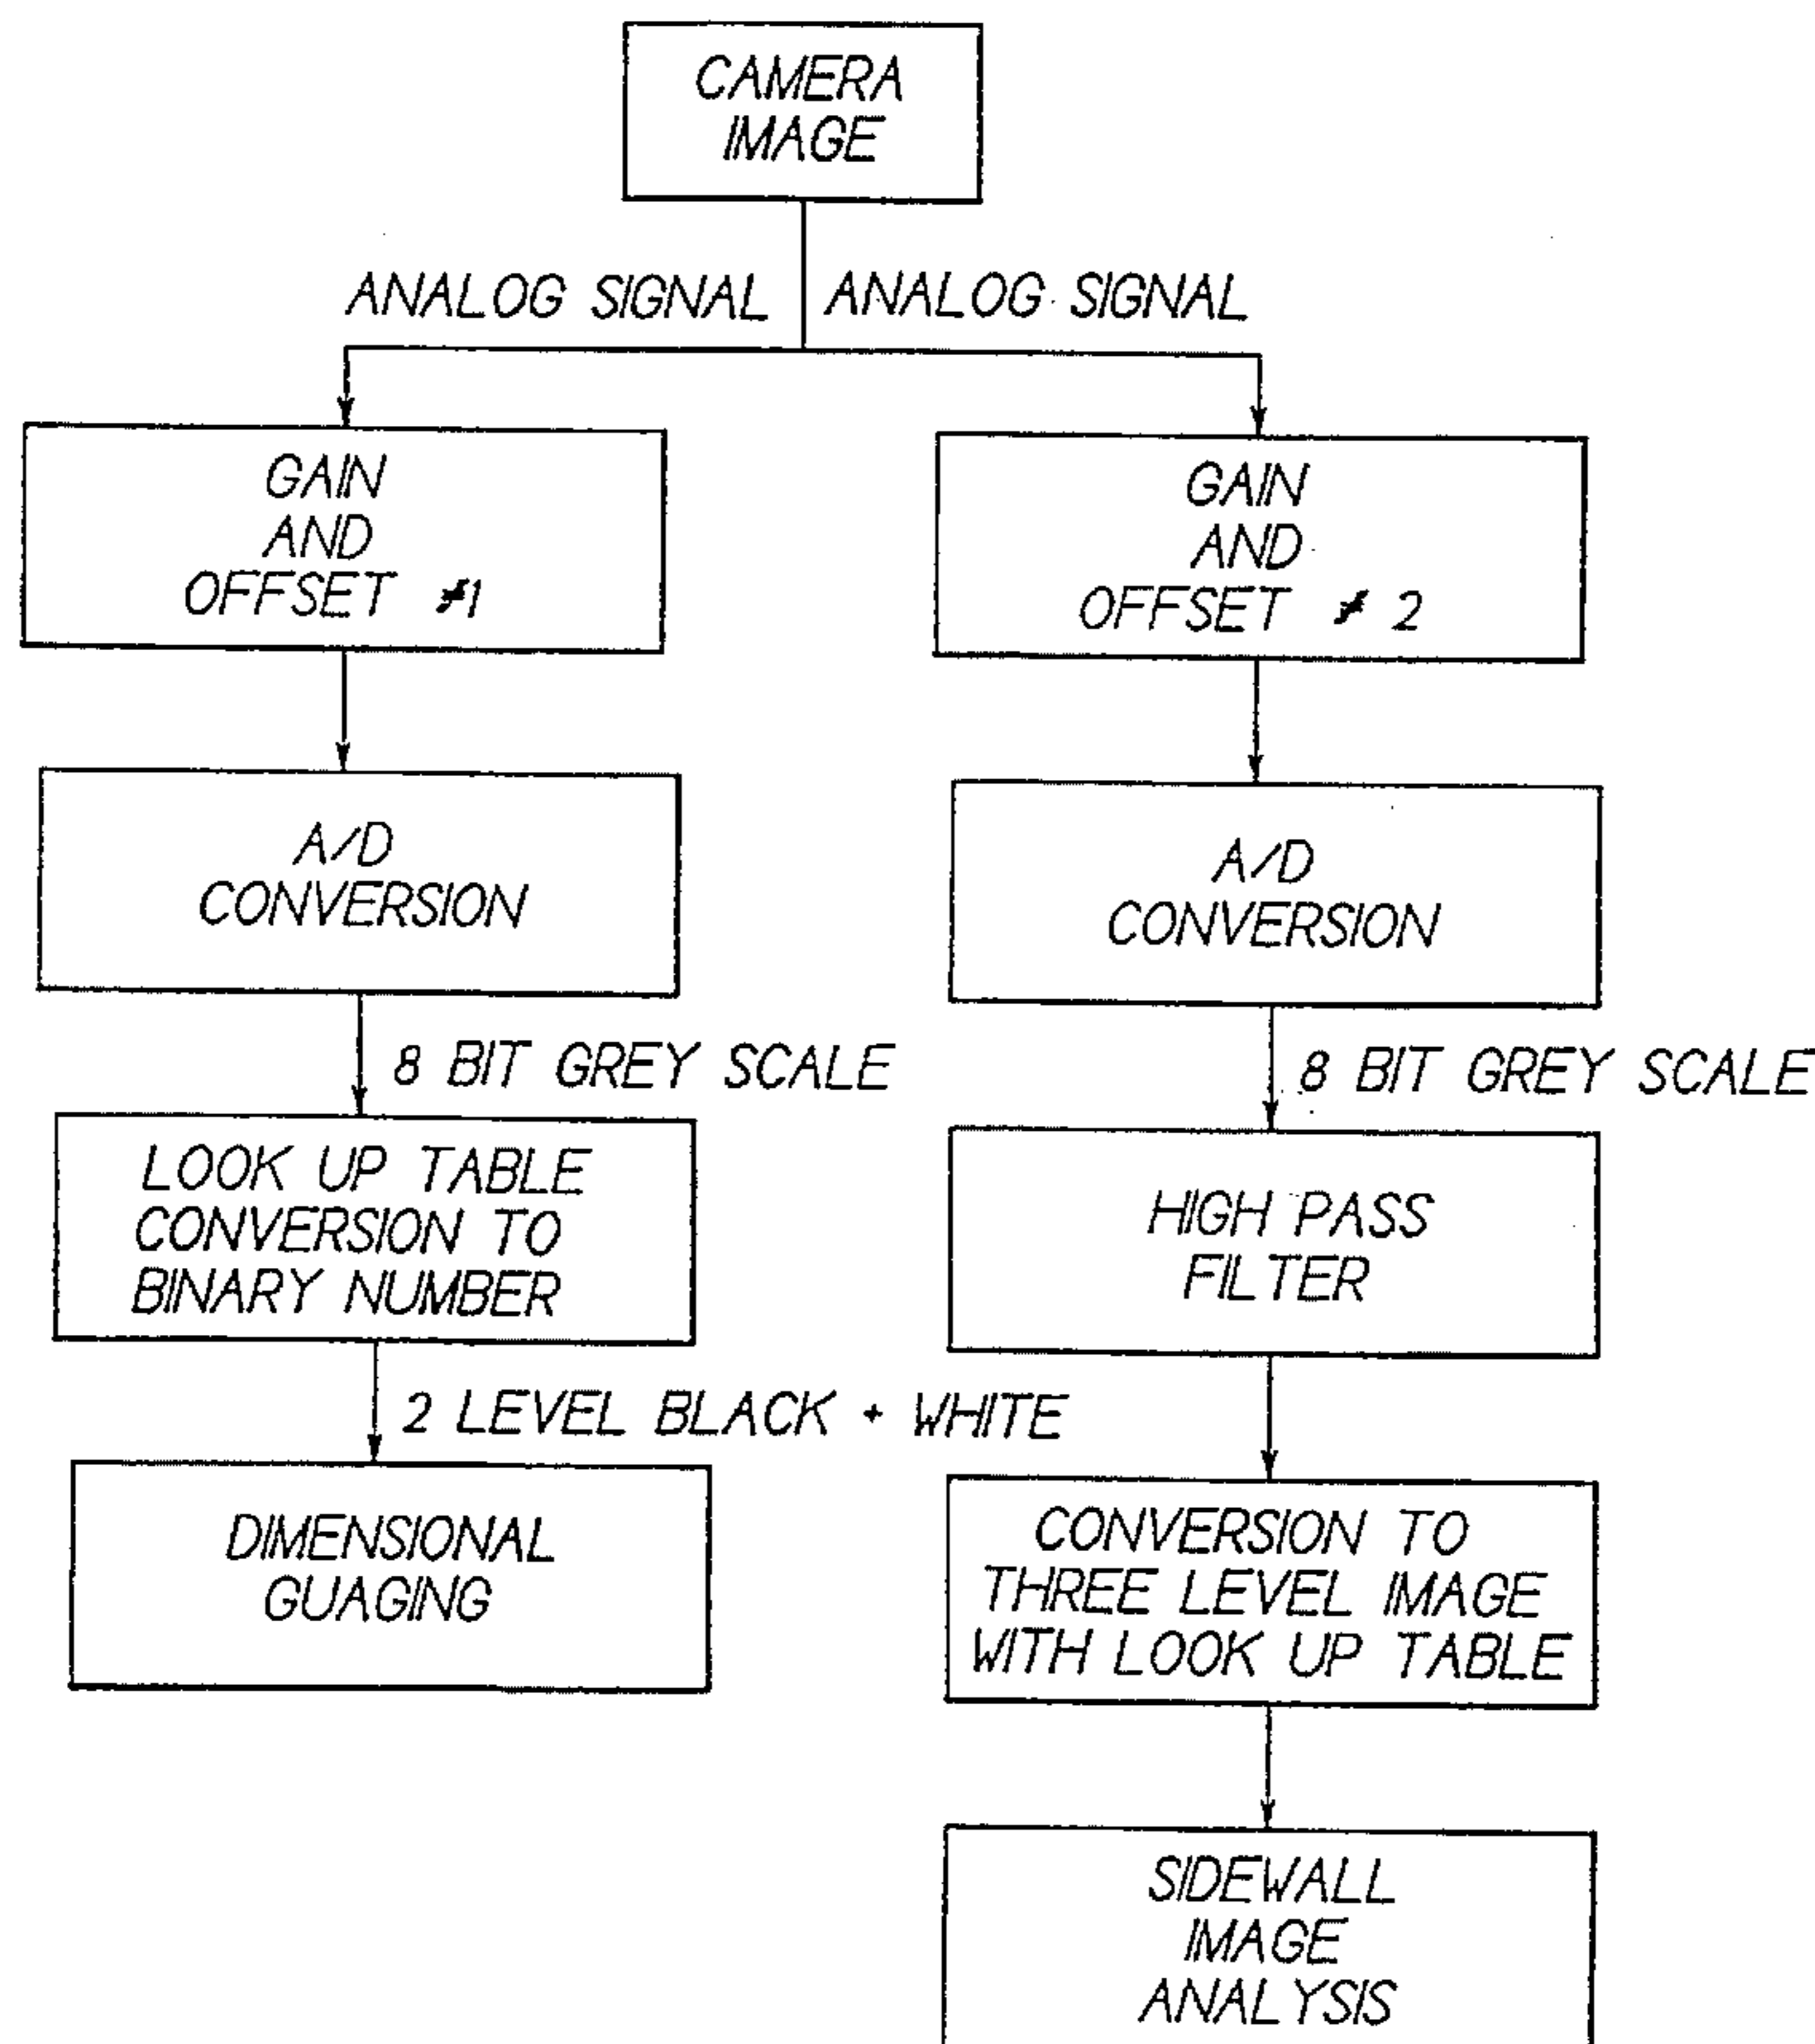 CAMERA
IMAGE
ANALOG SIGNAL
ANALOG SIGNAL
GAIN
AND
OFFSET #1
GAIN
AND
OFFSET # 2
A/D
CONVERSION
A/D
CONVERSION
8 BIT GREY SCALE
8 BIT GREY SCALE
LOOK UP TABLE
CONVERSION TO
BINARY NUMBER
HIGH PASS
FILTER
2 LEVEL BLACK + WHITE
DIMENSIONAL
GUAGING
CONVERSION TO
THREE LEVEL IMAGE
WITH LOOK UP TABLE
SIDEWALL
IMAGE
ANALYSIS